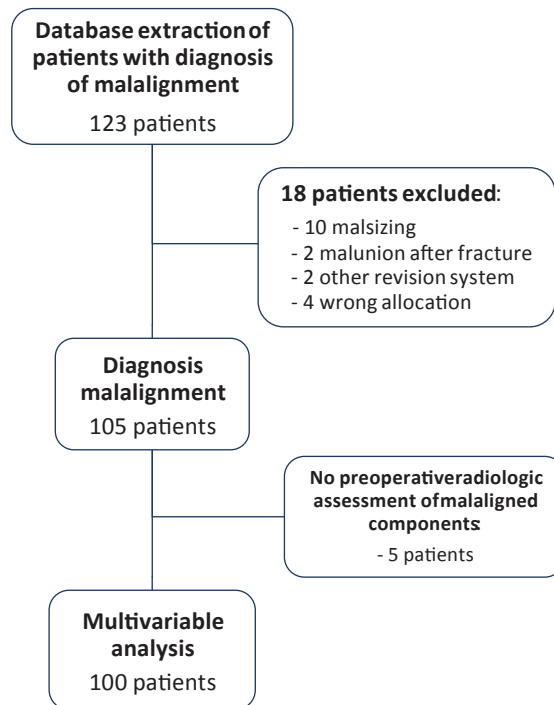 Database extraction of
patients with diagnosis
of malalignment
123 patients
18 patients excluded:
- 10 malsizing
- 2 malunion after fracture
- 2 other revision system
- 4 wrong allocation
Diagnosis
malalignment
105 patients
No preoperativeradiologic
assessment of malaligned
components:
- 5 patients
Multivariable
analysis
100 patients